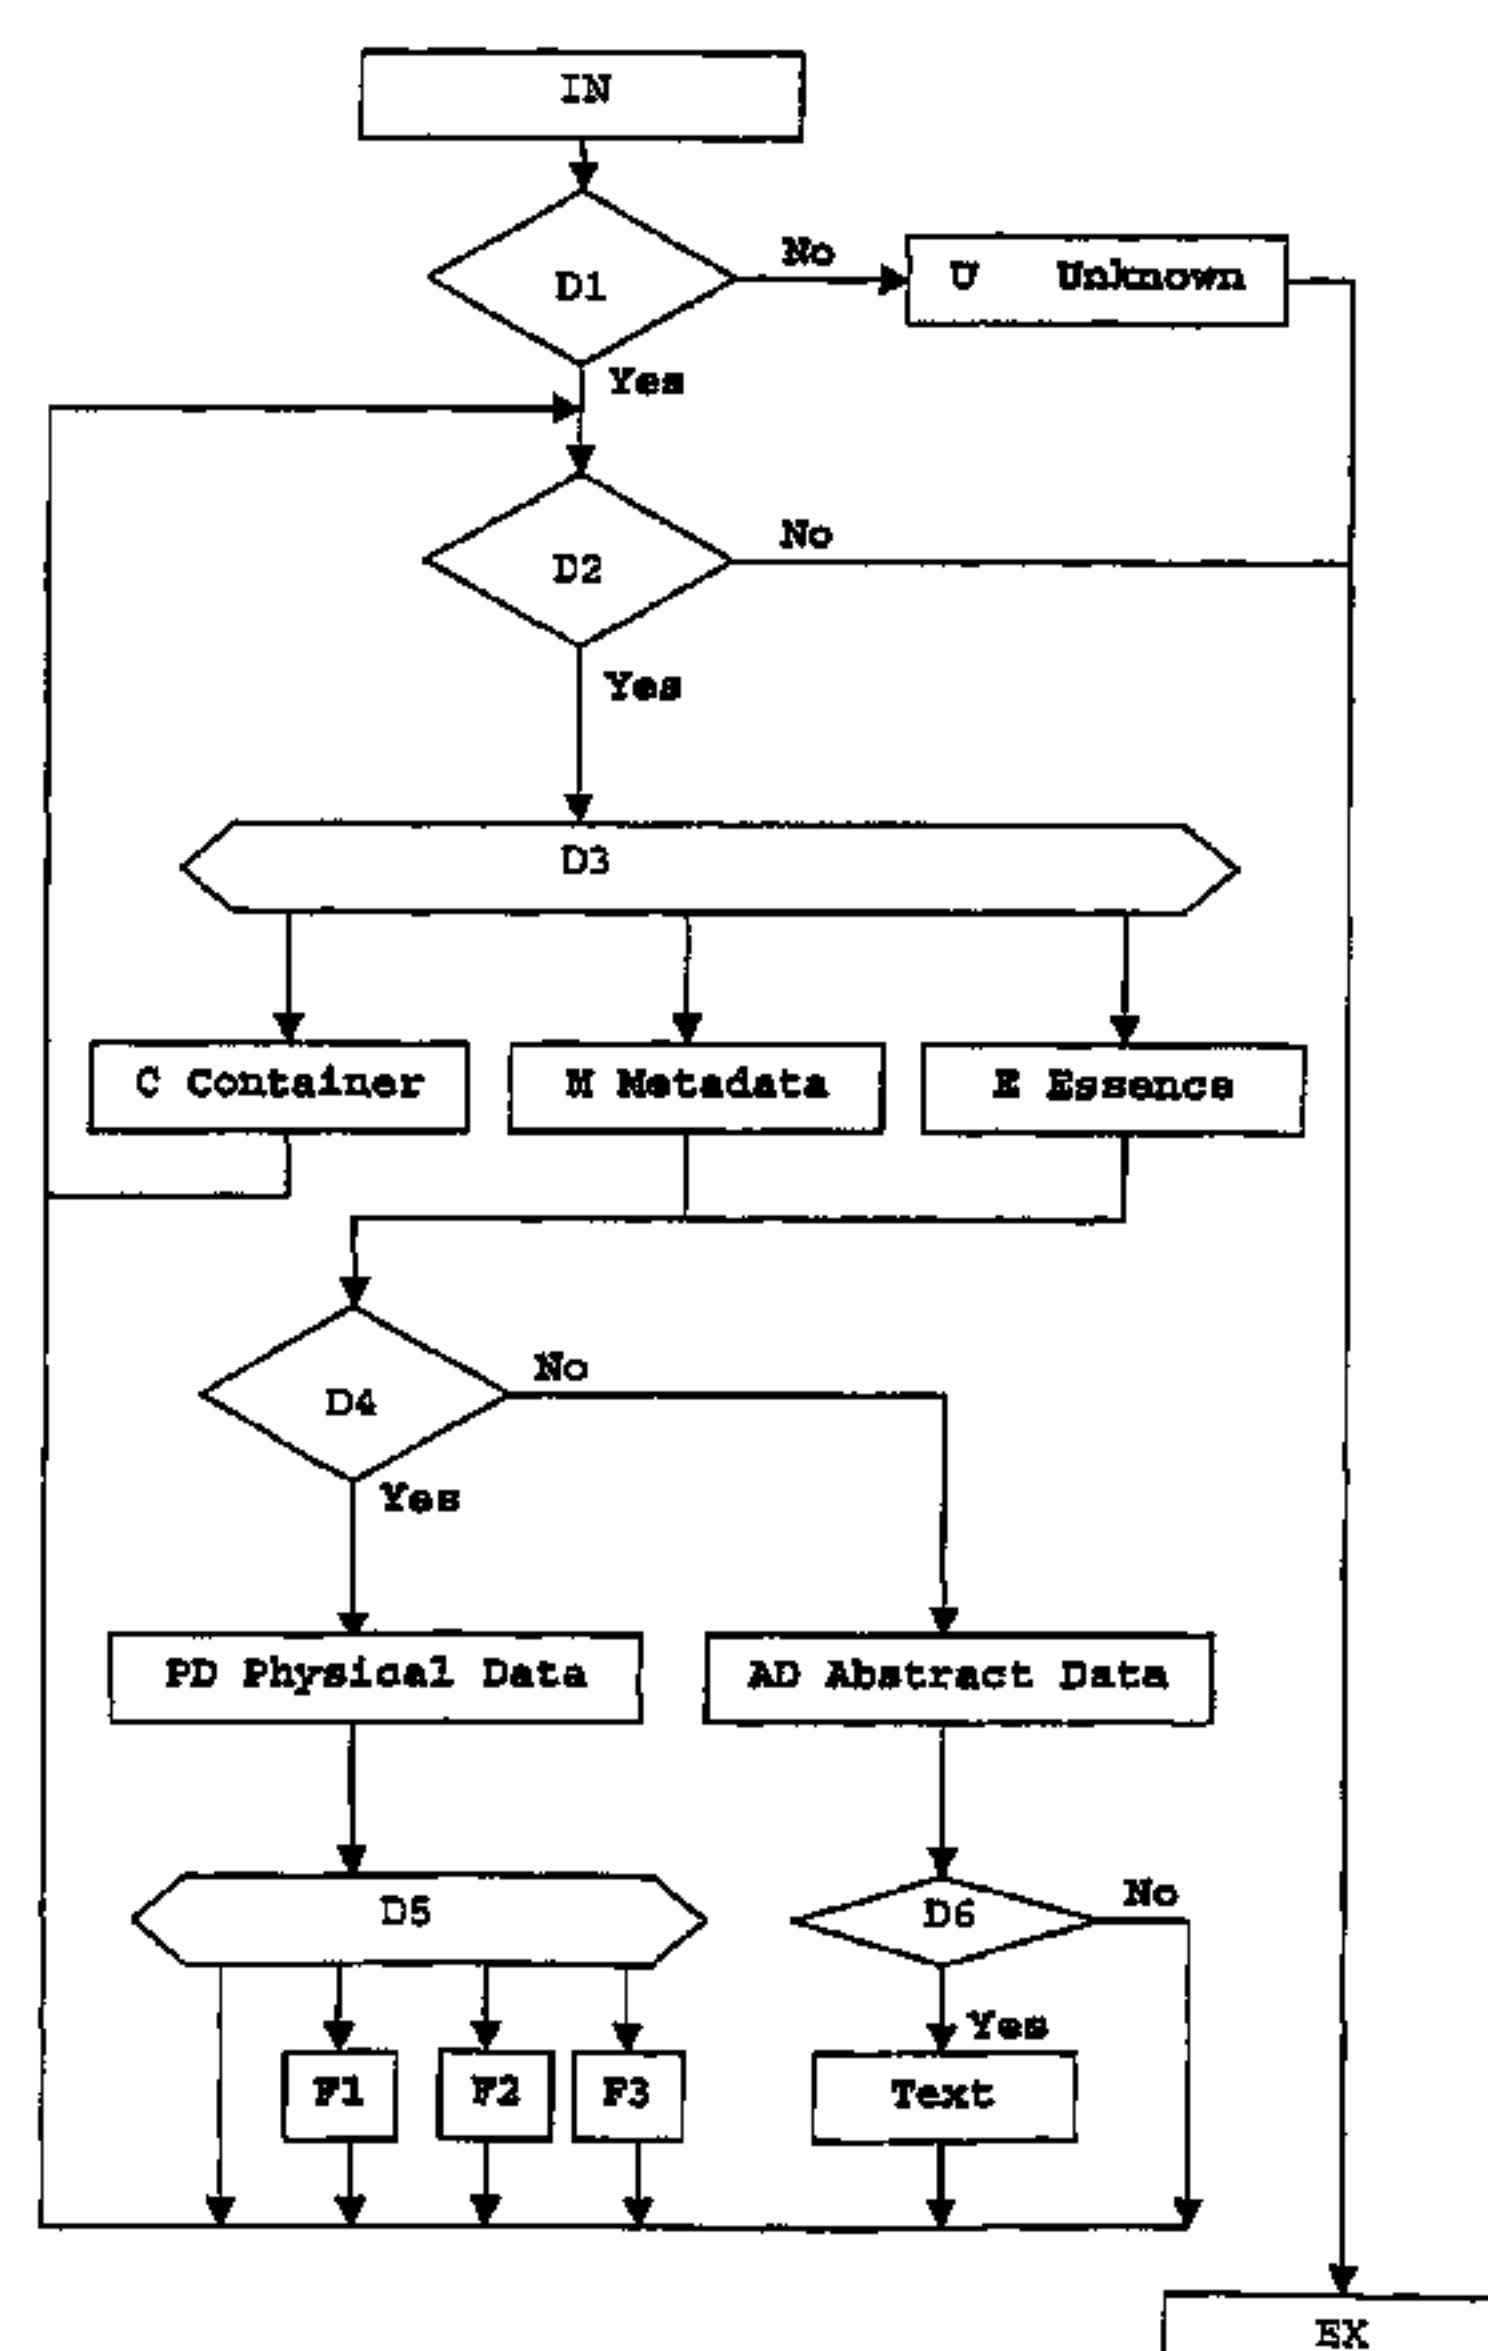 IN
D1
No
U Unknown
Yes
D2
No
Yes
D3
C Container
M Metadata
E Essence
D4
No
Yes
PD Physical Data
AD Abstract Data
D5
D6
No
Yes
F1
F2
F3
Text
EX